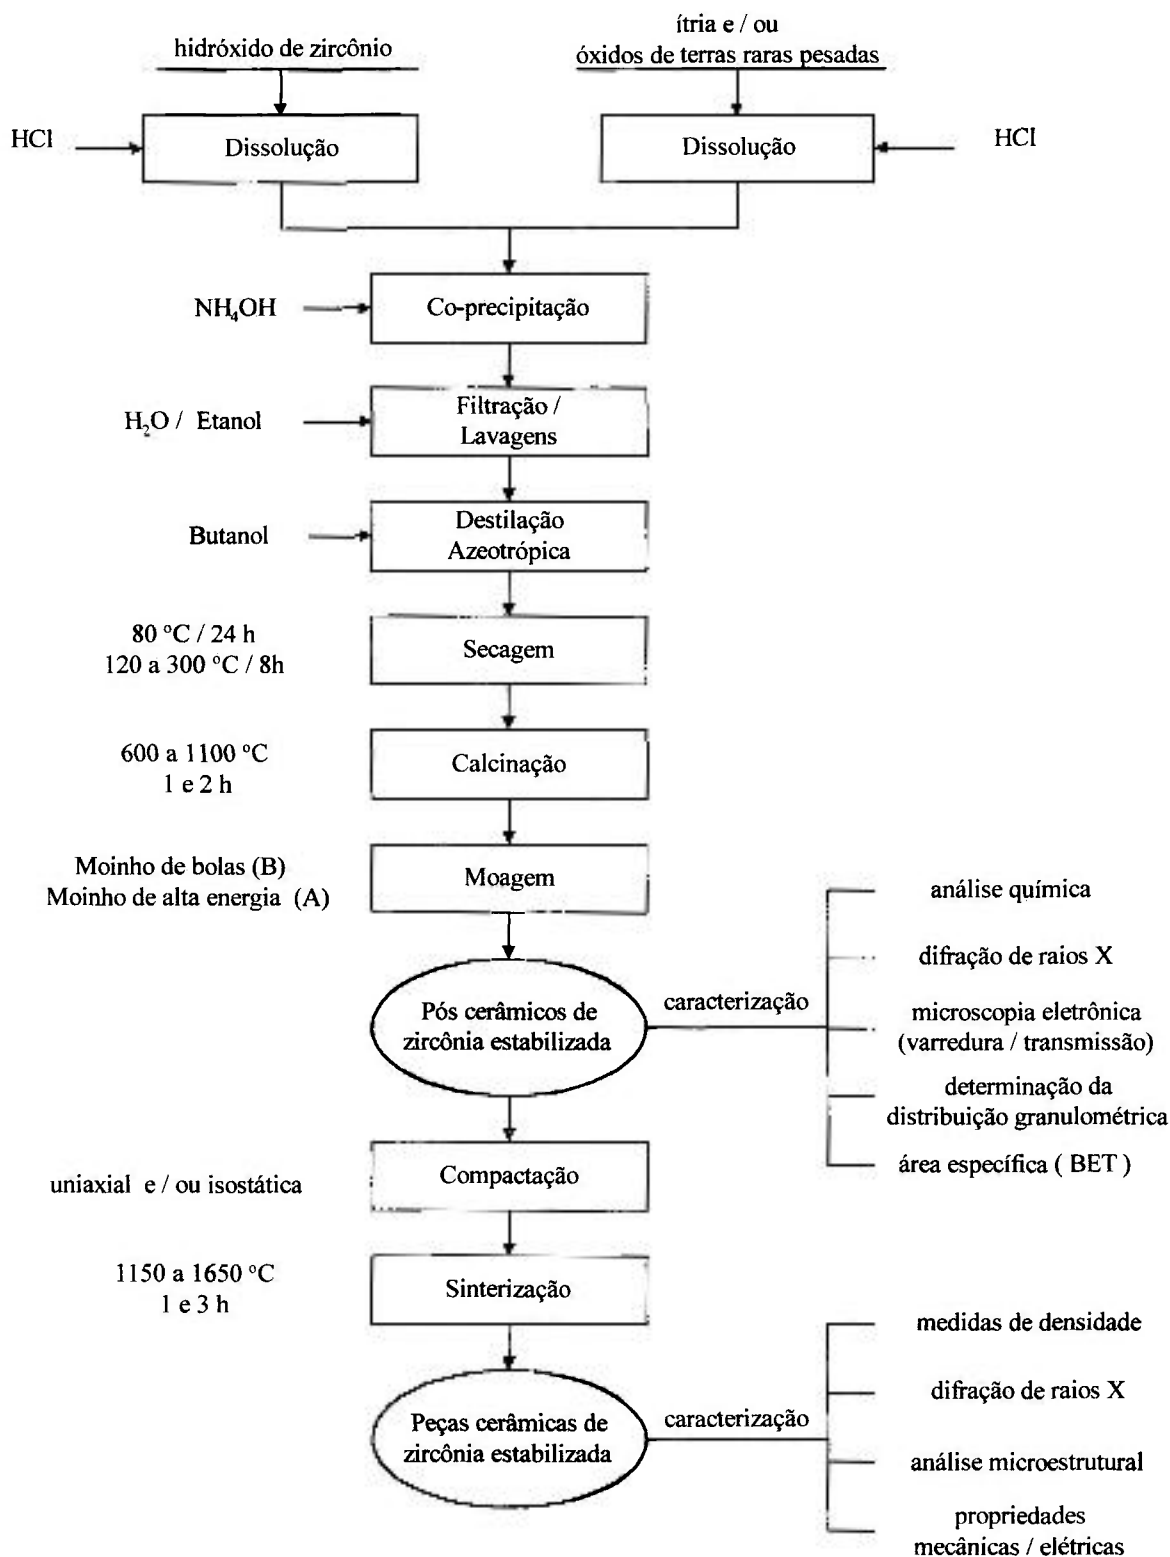 hidróxido de zircônio
ítria e / ou
óxidos de terras raras pesadas
HCl
Dissolução
Dissolução
HCl
NH₄OH
Co-precipitação
H₂O / Etanol
Filtração /
Lavagens
Butanol
Destilação
Azeotrópica
80 °C / 24 h
120 a 300 °C / 8h
Secagem
600 a 1100 °C
1 e 2 h
Calcinação
Moinho de bolas (B)
Moinho de alta energia (A)
Moagem
Pós cerâmicos de
zircônia estabilizada
caracterização
análise química
difração de raios X
microscopia eletrônica
(varredura / transmissão)
determinação da
distribuição granulométrica
área específica ( BET )
uniaxial e / ou isostática
Compactação
1150 a 1650 °C
1 e 3 h
Sinterização
Peças cerâmicas de
zircônia estabilizada
caracterização
medidas de densidade
difração de raios X
análise microestrutural
propriedades
mecânicas / elétricas